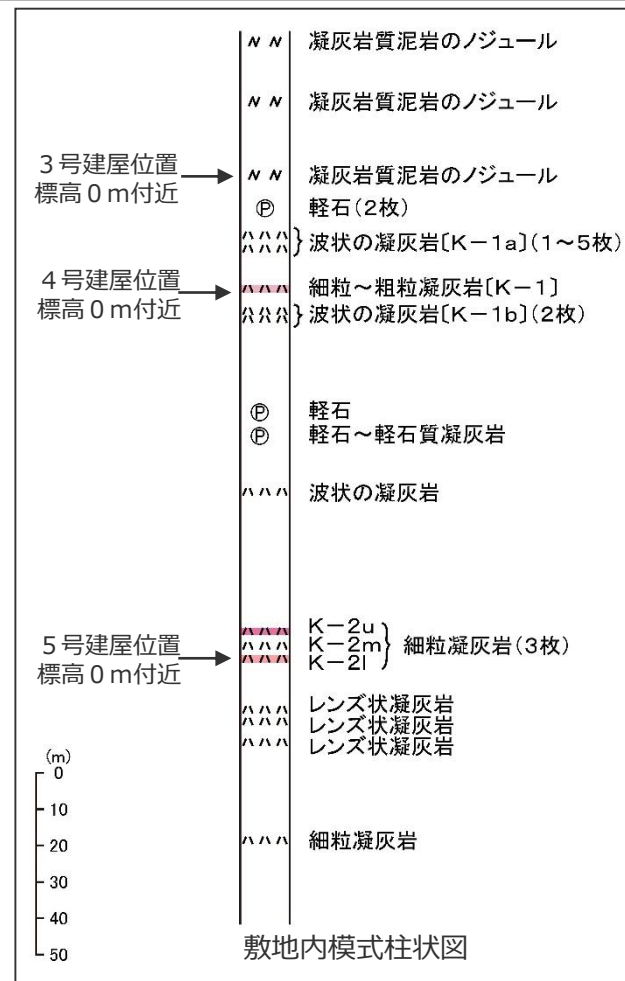 凝灰岩質泥岩のノジュール
凝灰岩質泥岩のノジュール
3号建屋位置
標高0m付近
凝灰岩質泥岩のノジュール
Ⓟ 軽石(2枚)
波状の凝灰岩〔K-1a〕(1~5枚)
4号建屋位置
標高0m付近
細粒~粗粒凝灰岩〔K-1〕
波状の凝灰岩〔K-1b〕(2枚)
Ⓟ 軽石
Ⓟ 軽石~軽石質凝灰岩
波状の凝灰岩
5号建屋位置
標高0m付近
K-2u
K-2m
K-2l
細粒凝灰岩(3枚)
レンズ状凝灰岩
レンズ状凝灰岩
レンズ状凝灰岩
細粒凝灰岩
(m)
0
10
20
30
40
50
敷地内模式柱状図